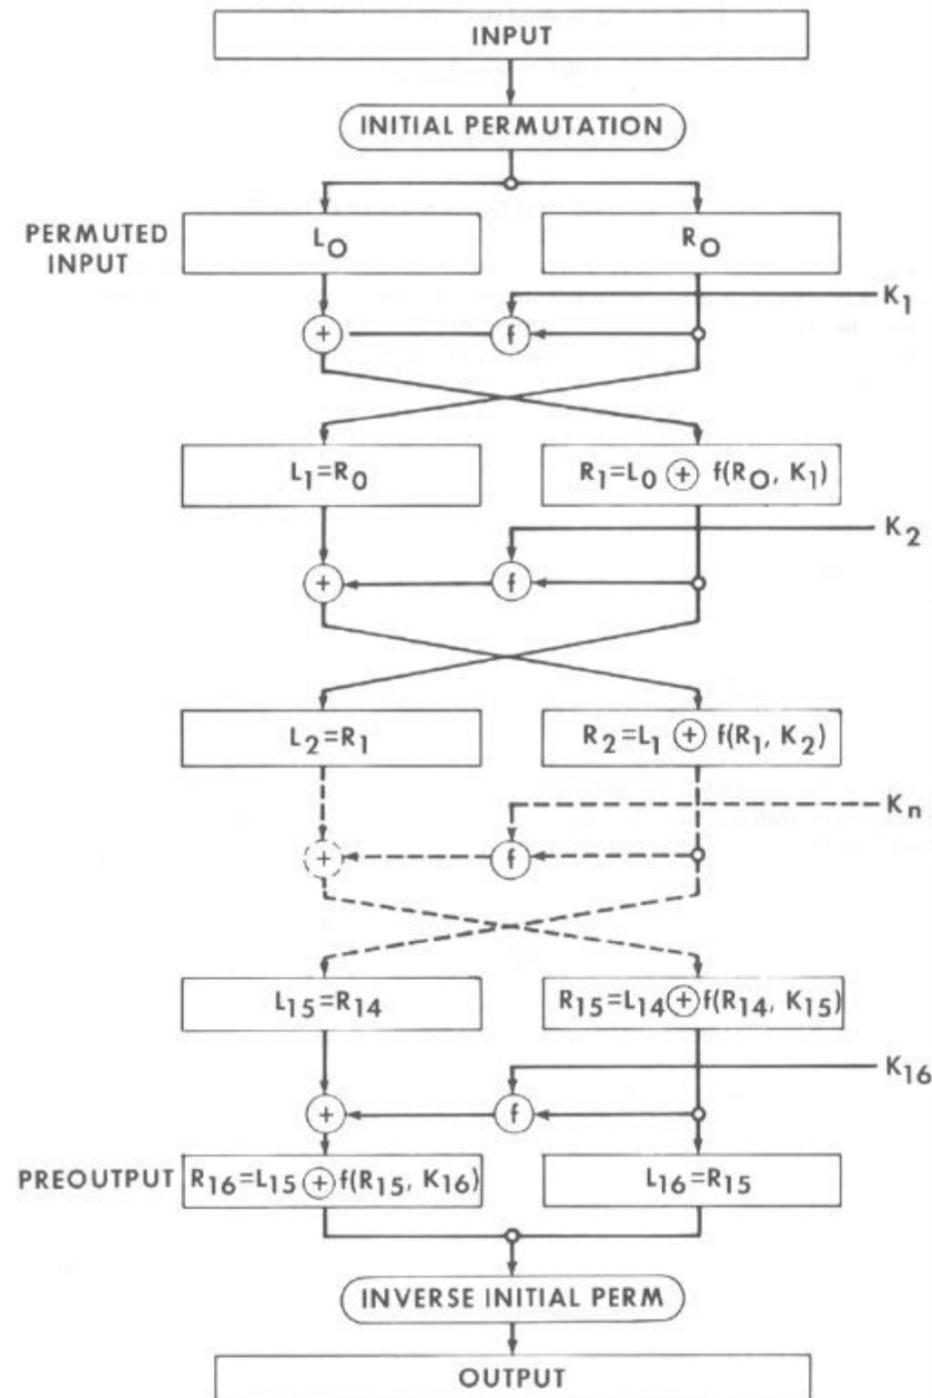 INPUT
INITIAL PERMUTATION
PERMUTED
INPUT
L₀
R₀
K₁
+
f
L₁=R₀
R₁=L₀ ⊕ f(R₀, K₁)
K₂
+
f
L₂=R₁
R₂=L₁ ⊕ f(R₁, K₂)
Kₙ
+
f
L₁₅=R₁₄
R₁₅=L₁₄⊕f(R₁₄, K₁₅)
K₁₆
+
f
PREOUTPUT
R₁₆=L₁₅⊕f(R₁₅, K₁₆)
L₁₆=R₁₅
INVERSE INITIAL PERM
OUTPUT